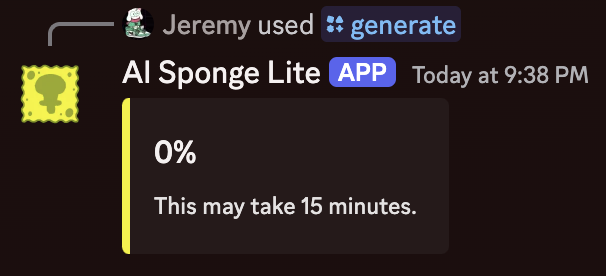 Jeremy used generate
AI Sponge Lite APP Today at 9:38 PM
0%
This may take 15 minutes.